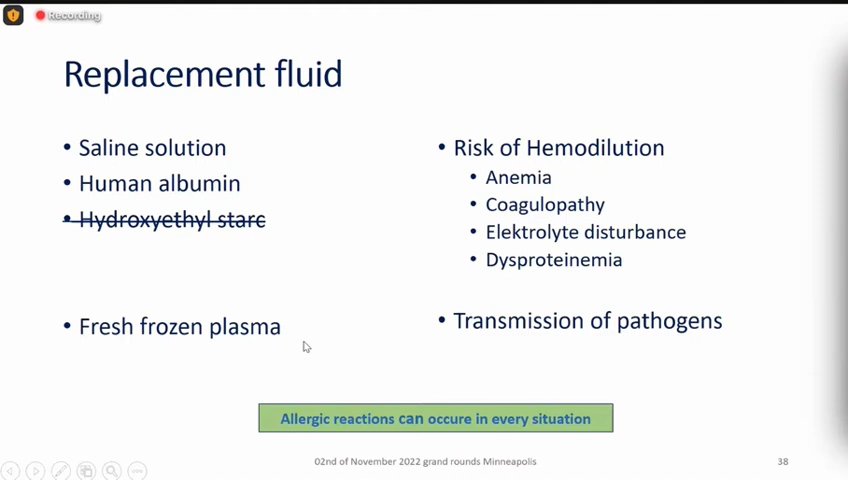 Recording
Replacement fluid
• Saline solution
• Human albumin
• Hydroxyethyl starc
• Fresh frozen plasma
• Risk of Hemodilution
• Anemia
• Coagulopathy
• Elektrolyte disturbance
• Dysproteinemia
• Transmission of pathogens
Allergic reactions can occure in every situation
02nd of November 2022 grand rounds Minneapolis
38